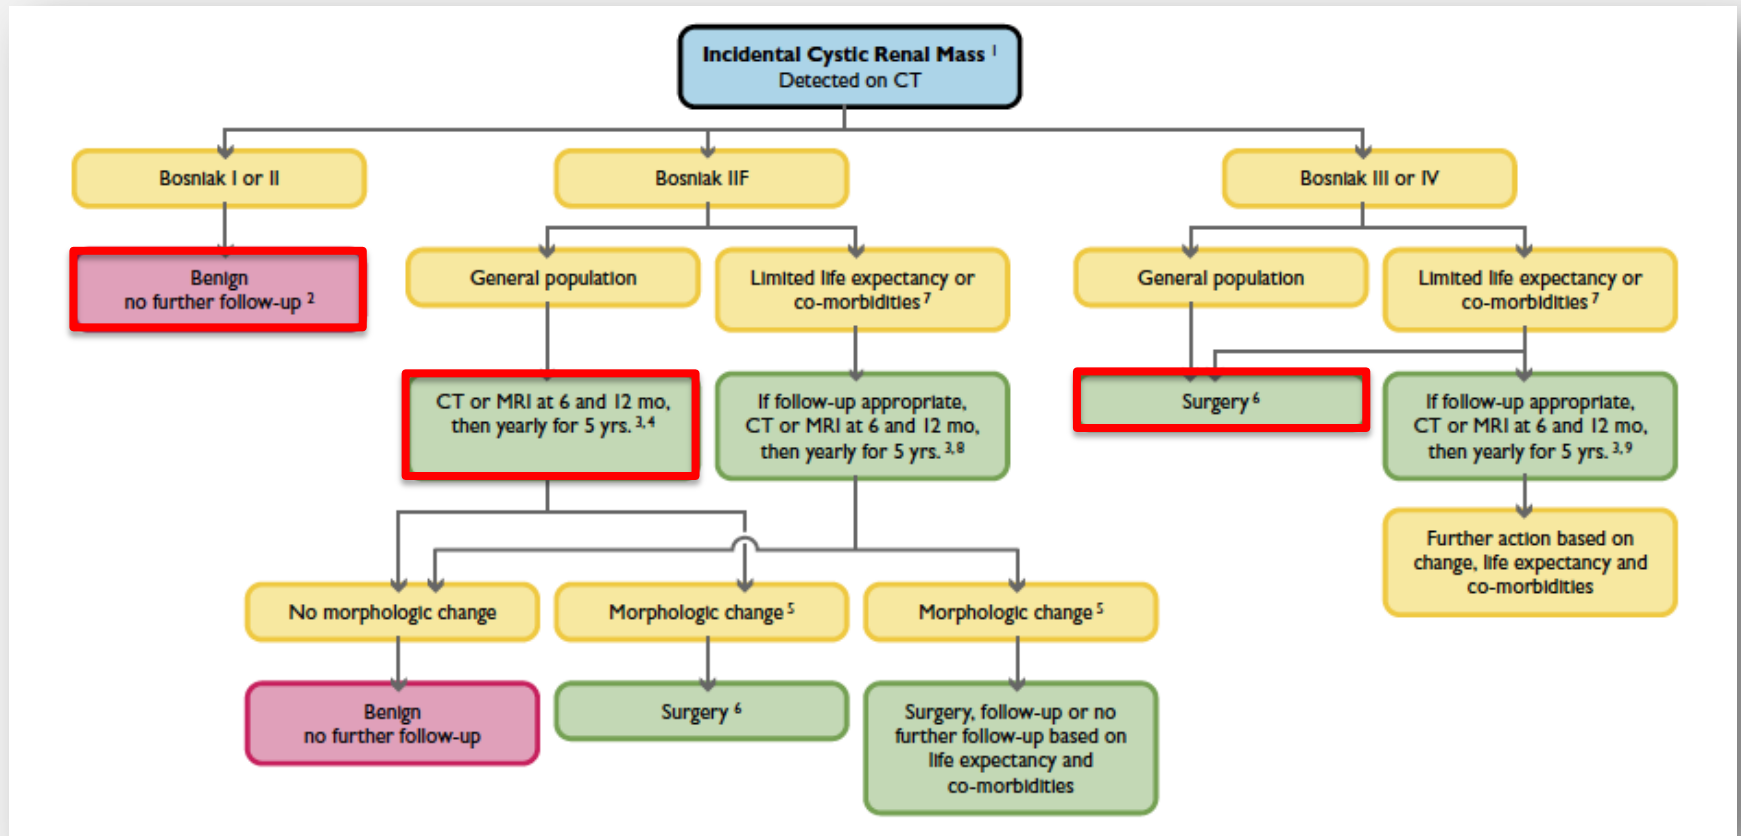 Incidental Cystic Renal Mass 1
Detected on CT
Bosniak I or II
Bosniak IIF
Bosniak III or IV
Benign
no further follow-up 2
General population
Limited life expectancy or
co-morbidities 7
General population
Limited life expectancy or
co-morbidities 7
CT or MRI at 6 and 12 mo,
then yearly for 5 yrs. 3,4
If follow-up appropriate,
CT or MRI at 6 and 12 mo,
then yearly for 5 yrs. 3,8
Surgery 6
If follow-up appropriate,
CT or MRI at 6 and 12 mo,
then yearly for 5 yrs. 3,9
Further action based on
change, life expectancy and
co-morbidities
No morphologic change
Morphologic change 5
Morphologic change 5
Benign
no further follow-up
Surgery 6
Surgery, follow-up or no
further follow-up based on
life expectancy and
co-morbidities